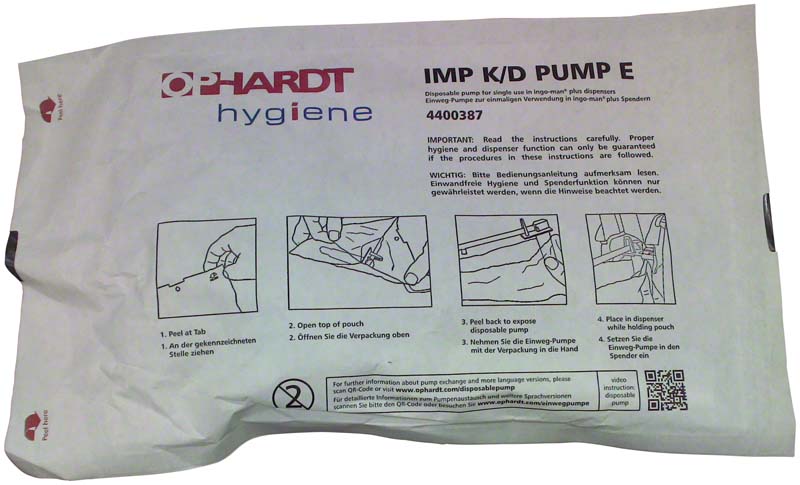 OPHARDT
hygiene
IMP K/D PUMP E
Disposable pump for single use in ingo-man® plus dispensers
Einweg-Pumpe zur einmaligen Verwendung in ingo-man® plus Spendern
4400387
IMPORTANT: Read the instructions carefully. Proper
hygiene and dispenser function can only be guaranteed
if the procedures in these instructions are followed.
WICHTIG: Bitte Bedienungsanleitung aufmerksam lesen.
Einwandfreie Hygiene und Spenderfunktion können nur
gewährleistet werden, wenn die Hinweise beachtet werden.
Peel here
1. Peel at Tab
1. An der gekennzeichneten
Stelle ziehen
2. Open top of pouch
2. Öffnen Sie die Verpackung oben
3. Peel back to expose
disposable pump
3. Nehmen Sie die Einweg-Pumpe
mit der Verpackung in die Hand
4. Place in dispenser
while holding pouch
4. Setzen Sie die
Einweg-Pumpe in den
Spender ein
2
For further information about pump exchange and more language versions, please
scan QR-Code or visit www.ophardt.com/disposablepump
Für detaillierte Informationen zum Pumpenaustausch und weitere Sprachversionen
scannen Sie bitte den QR-Code oder besuchen Sie www.ophardt.com/einwegpumpe
video
instruction:
disposable
pump
Peel here